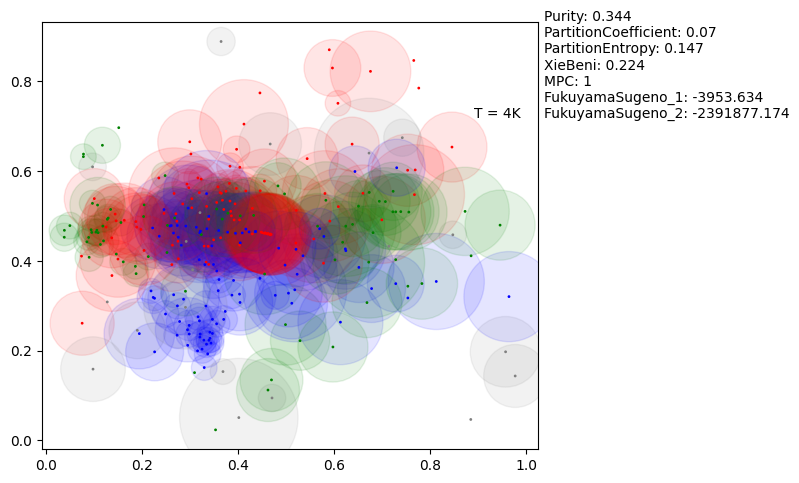 Purity: 0.344
PartitionCoefficient: 0.07
PartitionEntropy: 0.147
XieBeni: 0.224
MPC: 1
FukuyamaSugeno_1: -3953.634
FukuyamaSugeno_2: -2391877.174
T = 4K
0.8
0.6
0.4
0.2
0.0
0.0 0.2 0.4 0.6 0.8 1.0